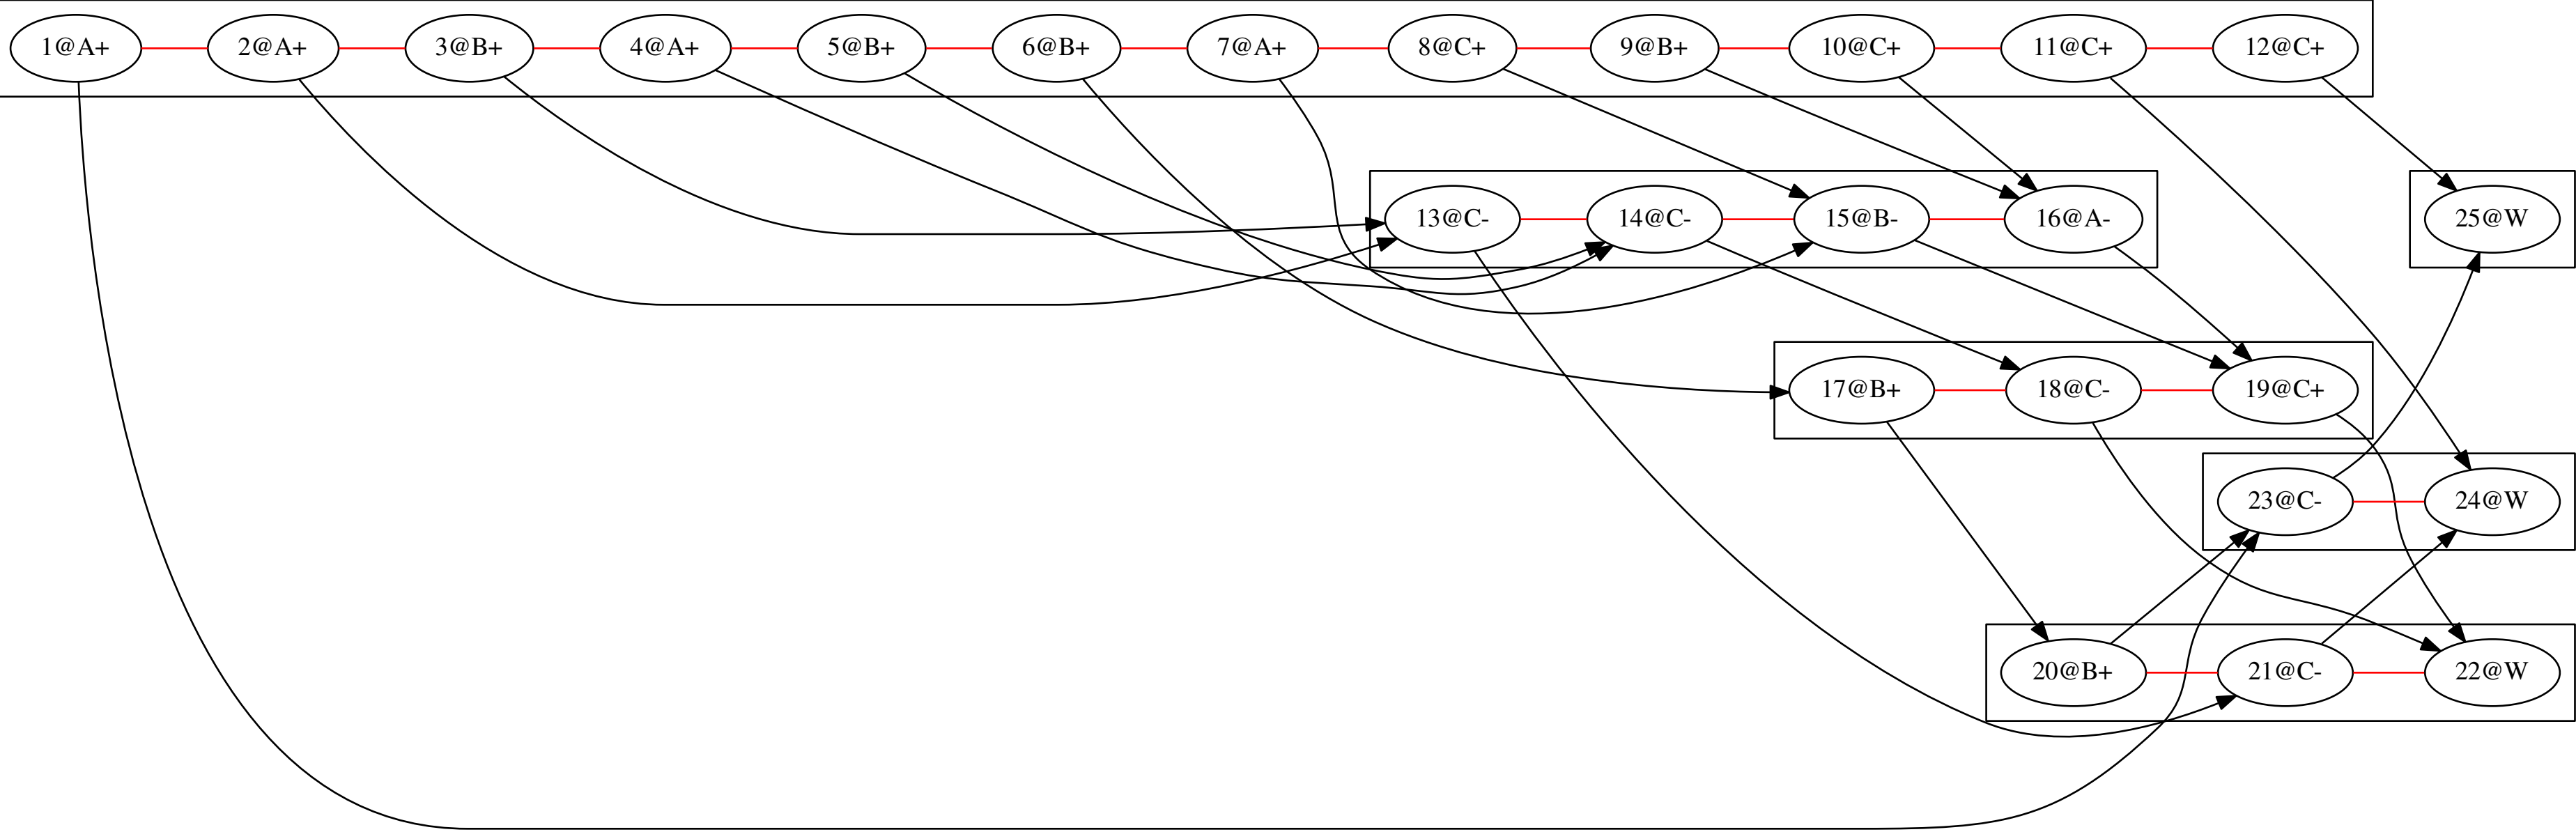 1@A+ 2@A+ 3@B+ 4@A+ 5@B+ 6@B+ 7@A+ 8@C+ 9@B+ 10@C+ 11@C+ 12@C+
13@C- 14@C- 15@B- 16@A- 25@W
17@B+ 18@C- 19@C+
23@C- 24@W
20@B+ 21@C- 22@W